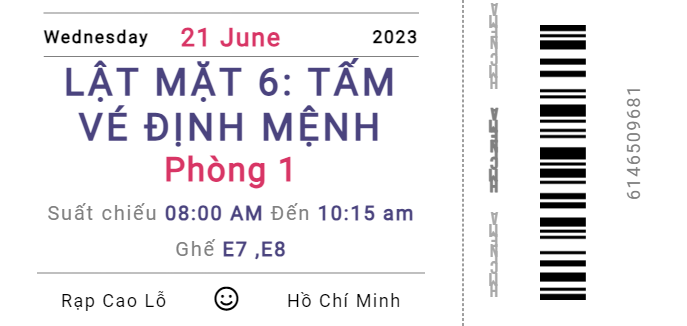 Wednesday 21 June 2023
LẬT MẶT 6: TẤM
VÉ ĐỊNH MỆNH
Phòng 1
Suất chiếu 08:00 AM Đến 10:15 am
Ghế E7 ,E8
Rạp Cao Lỗ Hồ Chí Minh
6146509681